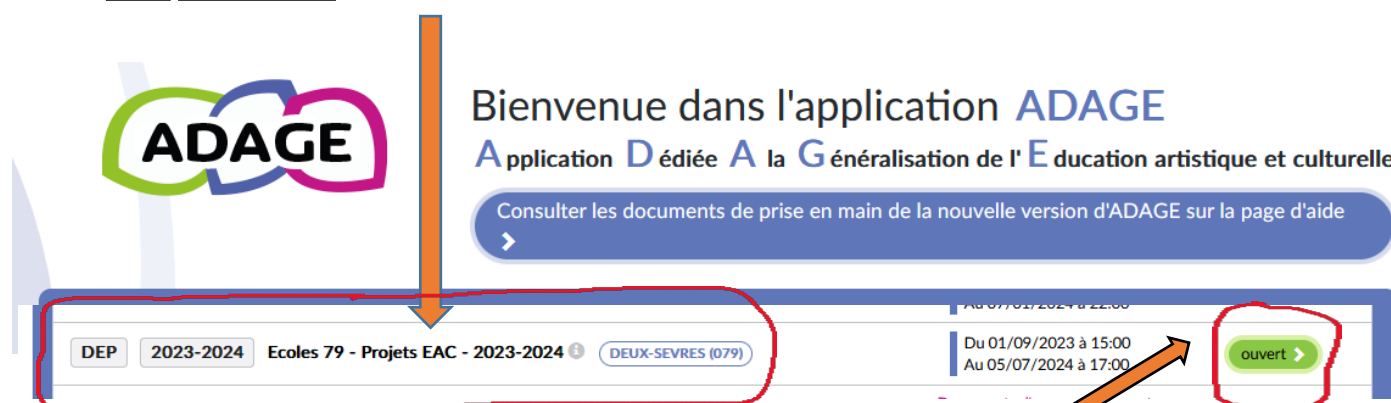 ADAGE
Bienvenue dans l'application ADAGE
Application Dédiée A la Généralisation de l'Education artistique et culturelle
Consulter les documents de prise en main de la nouvelle version d'ADAGE sur la page d'aide
DEP 2023-2024 Ecoles 79 - Projets EAC - 2023-2024 DEUX-SEVRES (079)
Du 01/09/2023 à 15:00
Au 05/07/2024 à 17:00
ouvert